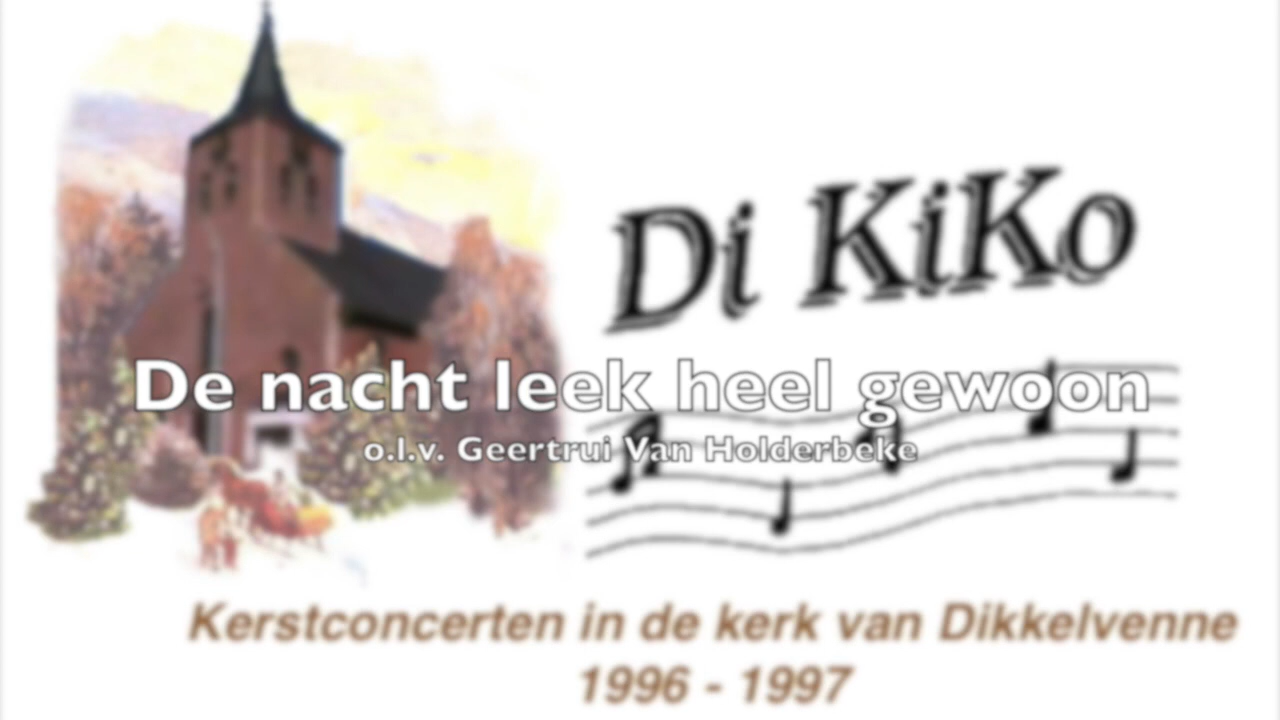 Di KiKo
De nacht leek heel gewoon
o.l.v. Geertrui Van Holderbeke
Kerstconcerten in de kerk van Dikkelvenne
1996 - 1997